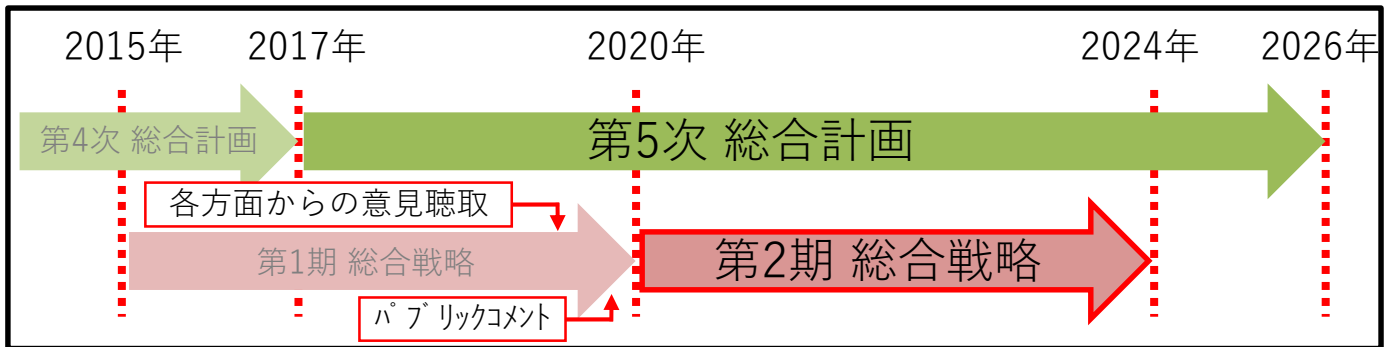 2015年 2017年 2020年 2024年 2026年
第4次 総合計画 第5次 総合計画
各方面からの意見聴取
第1期 総合戦略 第2期 総合戦略
ﾊﾟﾌﾞﾘｯｸｺﾒﾝﾄ